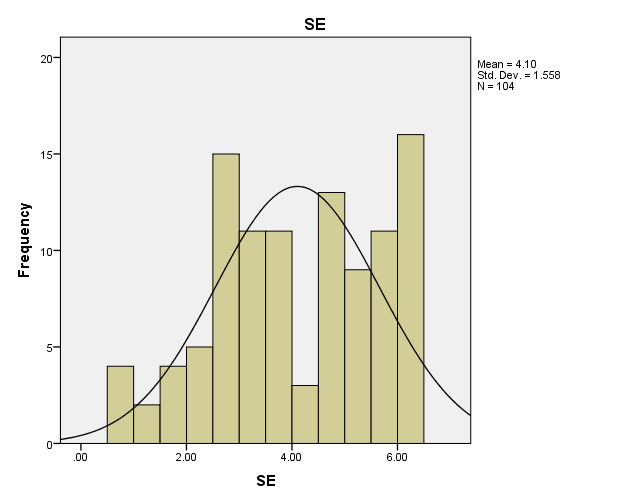 SE
Mean = 4.10
Std. Dev. = 1.558
N = 104
20
15
10
5
0
Frequency
.00 2.00 4.00 6.00
SE